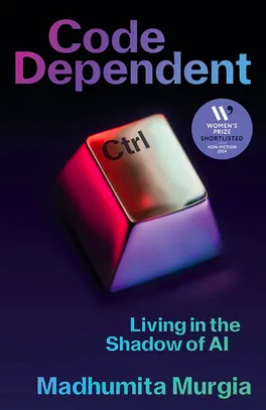 Code
Dependent
W'
WOMEN'S
PRIZE
SHORTLISTED
NON-FICTION
2024
Ctrl
Living in the
Shadow of AI
Madhumita Murgia